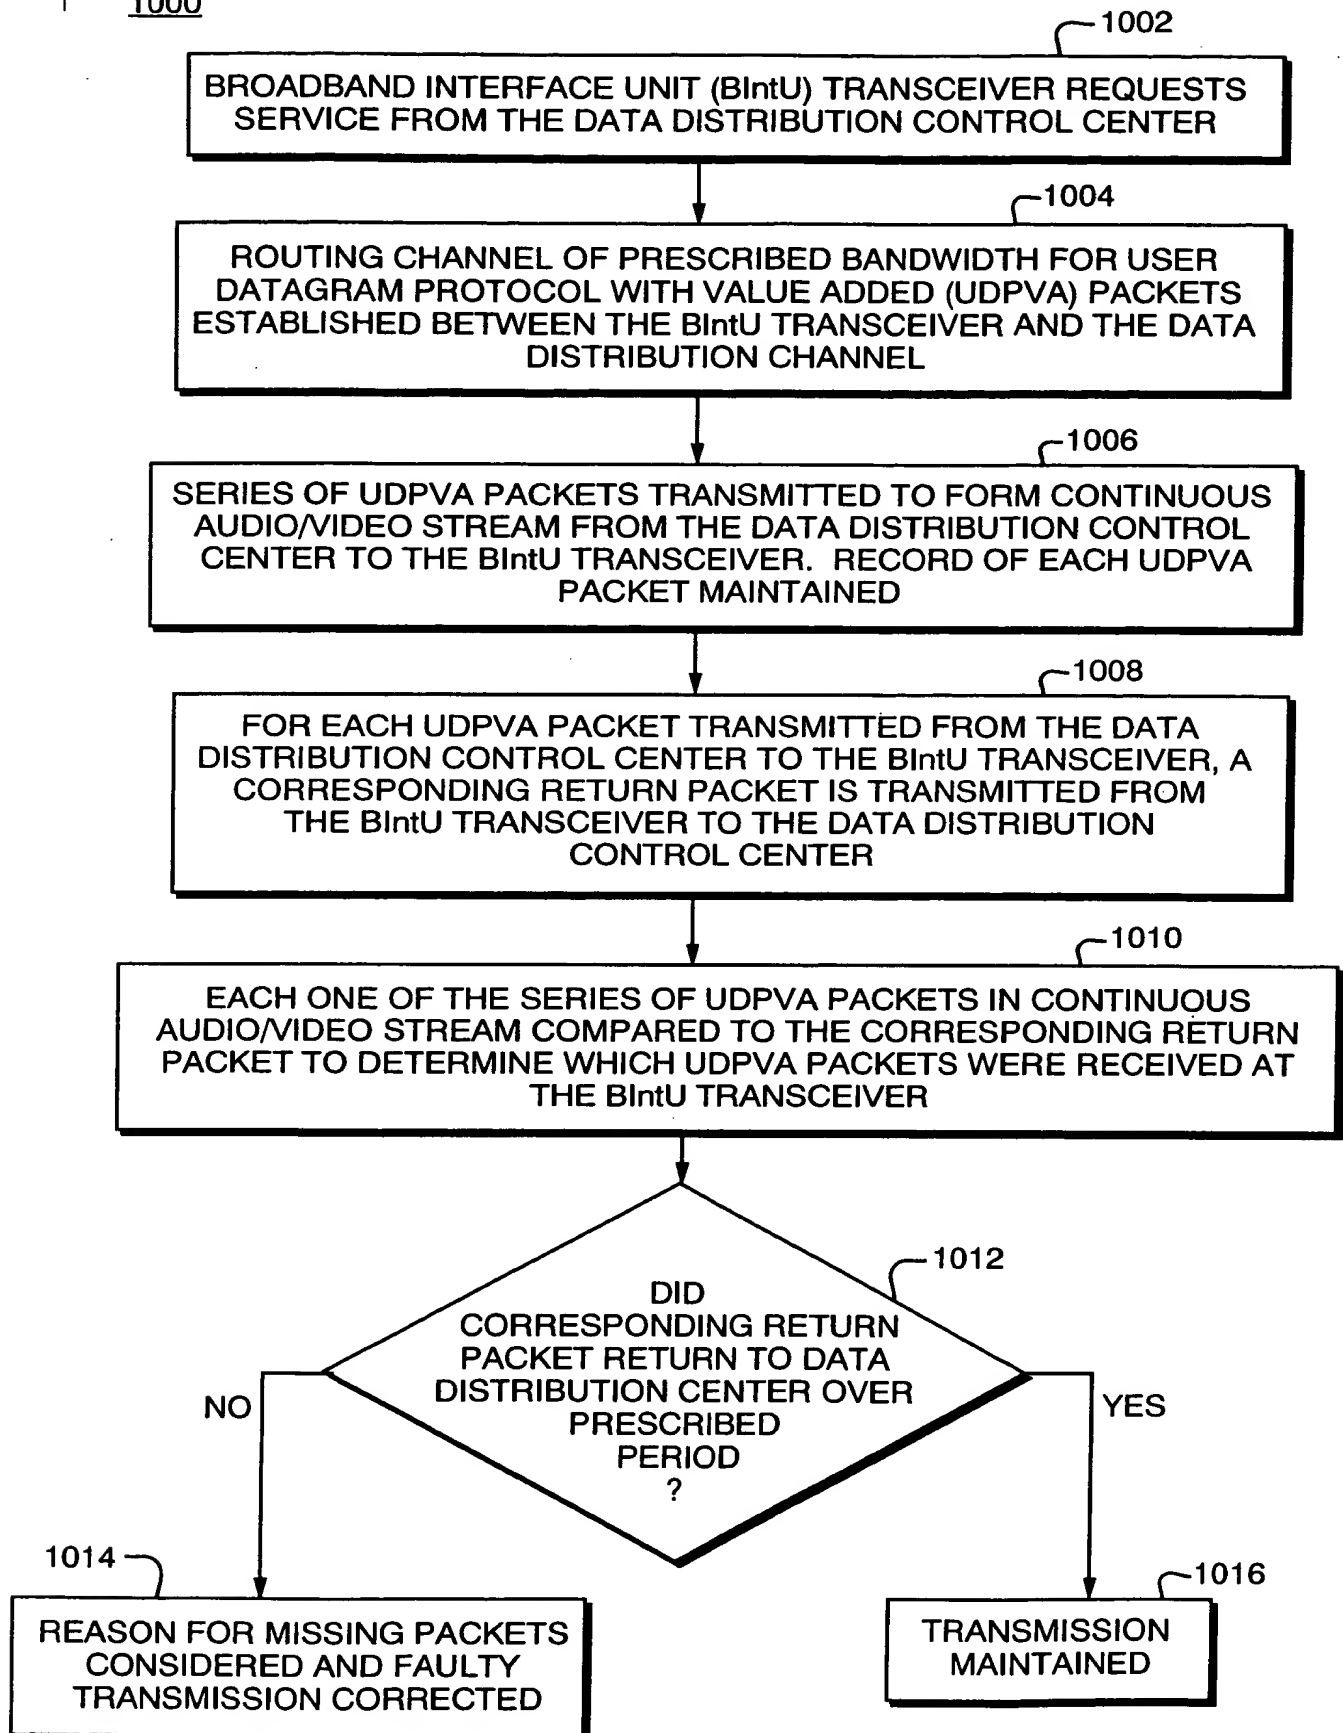 1000
1002
BROADBAND INTERFACE UNIT (BIntU) TRANSCEIVER REQUESTS
SERVICE FROM THE DATA DISTRIBUTION CONTROL CENTER
1004
ROUTING CHANNEL OF PRESCRIBED BANDWIDTH FOR USER
DATAGRAM PROTOCOL WITH VALUE ADDED (UDPVA) PACKETS
ESTABLISHED BETWEEN THE BIntU TRANSCEIVER AND THE DATA
DISTRIBUTION CHANNEL
1006
SERIES OF UDPVA PACKETS TRANSMITTED TO FORM CONTINUOUS
AUDIO/VIDEO STREAM FROM THE DATA DISTRIBUTION CONTROL
CENTER TO THE BIntU TRANSCEIVER. RECORD OF EACH UDPVA
PACKET MAINTAINED
1008
FOR EACH UDPVA PACKET TRANSMITTED FROM THE DATA
DISTRIBUTION CONTROL CENTER TO THE BIntU TRANSCEIVER, A
CORRESPONDING RETURN PACKET IS TRANSMITTED FROM
THE BIntU TRANSCEIVER TO THE DATA DISTRIBUTION
CONTROL CENTER
1010
EACH ONE OF THE SERIES OF UDPVA PACKETS IN CONTINUOUS
AUDIO/VIDEO STREAM COMPARED TO THE CORRESPONDING RETURN
PACKET TO DETERMINE WHICH UDPVA PACKETS WERE RECEIVED AT
THE BIntU TRANSCEIVER
1012
DID
CORRESPONDING RETURN
PACKET RETURN TO DATA
DISTRIBUTION CENTER OVER
PRESCRIBED
PERIOD
?
NO
YES
1014
REASON FOR MISSING PACKETS
CONSIDERED AND FAULTY
TRANSMISSION CORRECTED
1016
TRANSMISSION
MAINTAINED